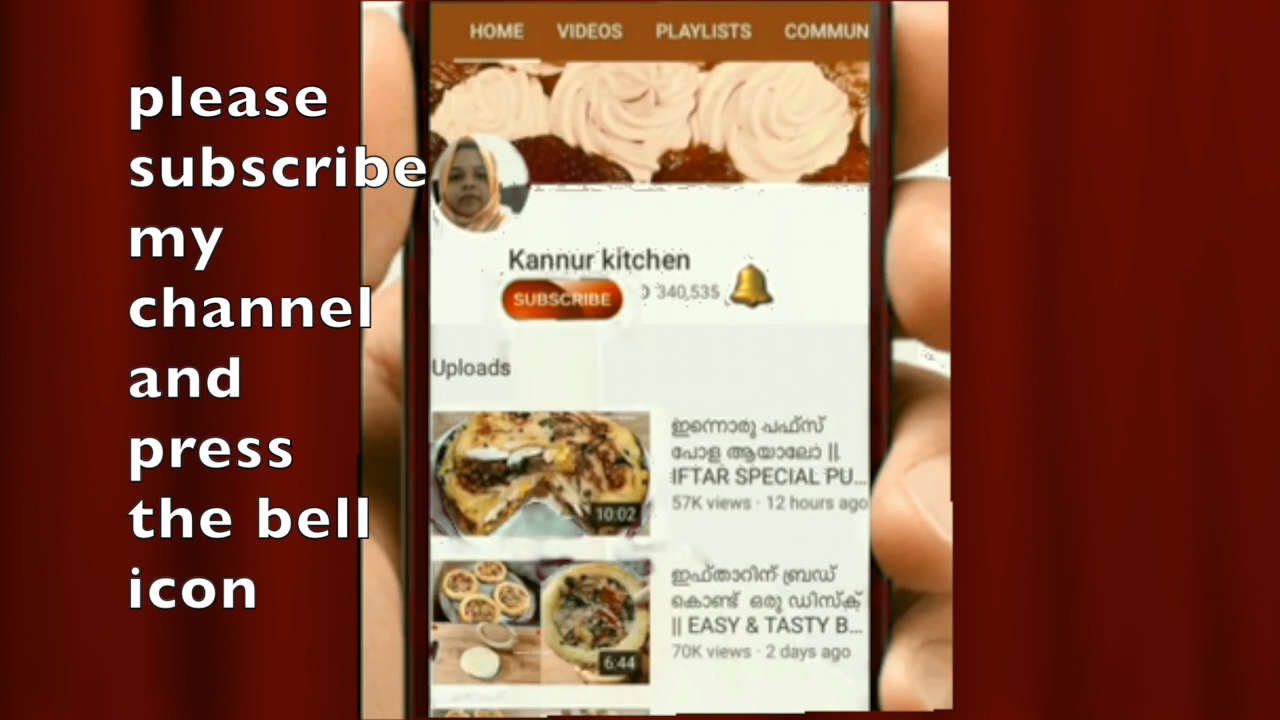 please
subscribe
my
channel
and
press
the bell
icon
HOME VIDEOS PLAYLISTS COMMUN
Kannur kitchen
SUBSCRIBE 340,535
Uploads
ഇന്നൊരു പഫ്സ്
പോള ആയാലോ ||
IFTAR SPECIAL PU...
57K views · 12 hours ago
10:02
ഇഫ്താറിന് ബ്രഡ്
കൊണ്ട് ഒരു ഡിസ്ക്
|| EASY & TASTY B...
70K views · 2 days ago
6:44